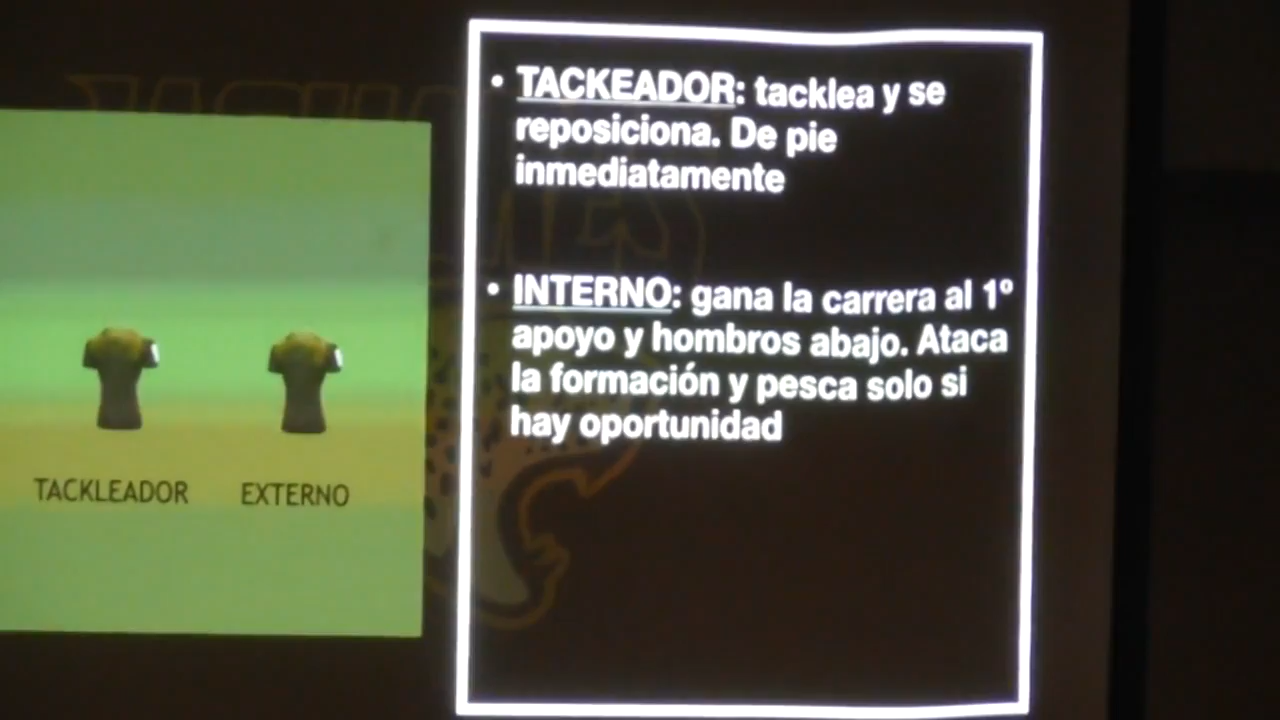 TACKLEADOR
EXTERNO
• TACKEADOR: tacklea y se
reposiciona. De pie
inmediatamente
• INTERNO: gana la carrera al 1º
apoyo y hombros abajo. Ataca
la formación y pesca solo si
hay oportunidad